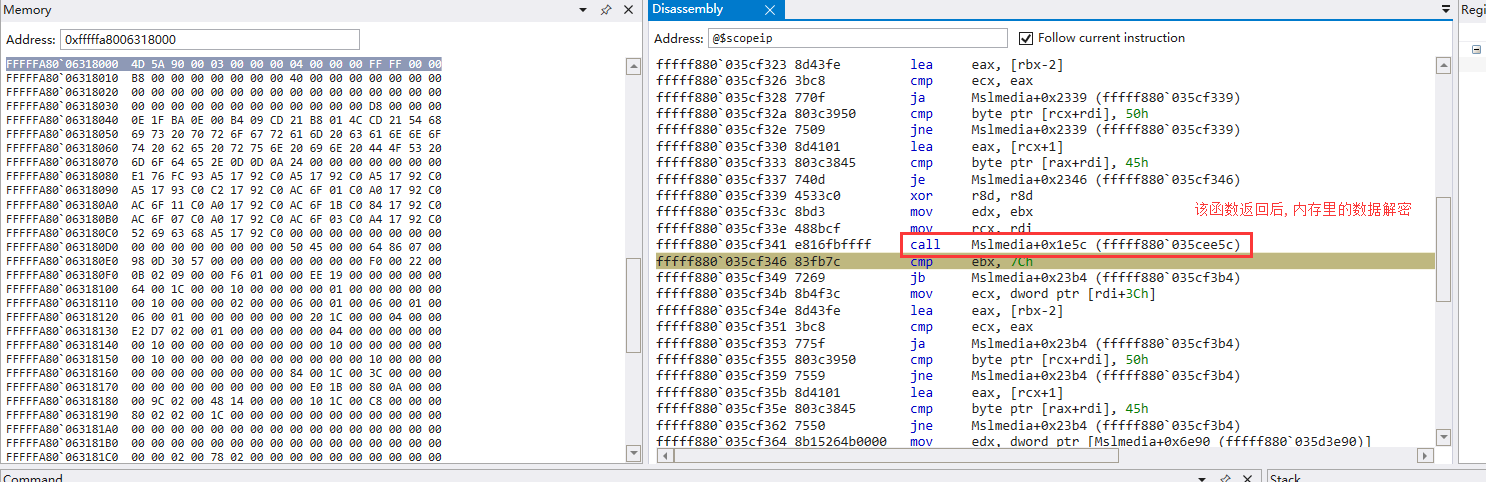 Memory
Address: 0xfffffa8006318000
FFFFFA80`06318000 4D 5A 90 00 03 00 00 00 04 00 00 00 FF FF 00 00
FFFFFA80`06318010 B8 00 00 00 00 00 00 00 40 00 00 00 00 00 00 00
FFFFFA80`06318020 00 00 00 00 00 00 00 00 00 00 00 00 00 00 00 00
FFFFFA80`06318030 00 00 00 00 00 00 00 00 00 00 00 00 D8 00 00 00
FFFFFA80`06318040 0E 1F BA 0E 00 B4 09 CD 21 B8 01 4C CD 21 54 68
FFFFFA80`06318050 69 73 20 70 72 6F 67 72 61 6D 20 63 61 6E 6E 6F
FFFFFA80`06318060 74 20 62 65 20 72 75 6E 20 69 6E 20 44 4F 53 20
FFFFFA80`06318070 6D 6F 64 65 2E 0D 0D 0A 24 00 00 00 00 00 00 00
FFFFFA80`06318080 E1 76 FC 93 A5 17 92 C0 A5 17 92 C0 A5 17 92 C0
FFFFFA80`06318090 A5 17 93 C0 C2 17 92 C0 AC 6F 01 C0 A0 17 92 C0
FFFFFA80`063180A0 AC 6F 11 C0 A0 17 92 C0 AC 6F 1B C0 84 17 92 C0
FFFFFA80`063180B0 AC 6F 07 C0 A0 17 92 C0 AC 6F 03 C0 A4 17 92 C0
FFFFFA80`063180C0 52 69 63 68 A5 17 92 C0 00 00 00 00 00 00 00 00
FFFFFA80`063180D0 00 00 00 00 00 00 00 00 50 45 00 00 64 86 07 00
FFFFFA80`063180E0 98 0D 30 57 00 00 00 00 00 00 00 00 F0 00 22 00
FFFFFA80`063180F0 0B 02 09 00 00 F6 01 00 00 EE 19 00 00 00 00 00
FFFFFA80`06318100 64 00 1C 00 00 10 00 00 00 00 01 00 00 00 00 00
FFFFFA80`06318110 00 10 00 00 00 02 00 00 06 00 01 00 06 00 01 00
FFFFFA80`06318120 06 00 01 00 00 00 00 00 00 20 1C 00 00 04 00 00
FFFFFA80`06318130 E2 D7 02 00 01 00 00 00 00 00 04 00 00 00 00 00
FFFFFA80`06318140 00 10 00 00 00 00 00 00 00 00 10 00 00 00 00 00
FFFFFA80`06318150 00 10 00 00 00 00 00 00 00 00 00 00 10 00 00 00
FFFFFA80`06318160 00 00 00 00 00 00 00 00 84 00 1C 00 3C 00 00 00
FFFFFA80`06318170 00 00 00 00 00 00 00 00 00 E0 1B 00 80 0A 00 00
FFFFFA80`06318180 00 9C 02 00 48 14 00 00 00 10 1C 00 C8 00 00 00
FFFFFA80`06318190 80 02 02 00 1C 00 00 00 00 00 00 00 00 00 00 00
FFFFFA80`063181A0 00 00 00 00 00 00 00 00 00 00 00 00 00 00 00 00
FFFFFA80`063181B0 00 00 00 00 00 00 00 00 00 00 00 00 00 00 00 00
FFFFFA80`063181C0 00 00 02 00 78 02 00 00 00 00 00 00 00 00 00 00
Command
Disassembly
Address: @$scopeip
Follow current instruction
fffff880`035cf323 8d43fe lea eax, [rbx-2]
fffff880`035cf326 3bc8 cmp ecx, eax
fffff880`035cf328 770f ja Mslmedia+0x2339 (fffff880`035cf339)
fffff880`035cf32a 803c3950 cmp byte ptr [rcx+rdi], 50h
fffff880`035cf32e 7509 jne Mslmedia+0x2339 (fffff880`035cf339)
fffff880`035cf330 8d4101 lea eax, [rcx+1]
fffff880`035cf333 803c3845 cmp byte ptr [rax+rdi], 45h
fffff880`035cf337 740d je Mslmedia+0x2346 (fffff880`035cf346)
fffff880`035cf339 4533c0 xor r8d, r8d
fffff880`035cf33c 8bd3 mov edx, ebx
fffff880`035cf33e 488bcf mov rcx, rdi
fffff880`035cf341 e816fbffff call Mslmedia+0x1e5c (fffff880`035cee5c)
fffff880`035cf346 83fb7c cmp ebx, 7Ch
fffff880`035cf349 7269 jb Mslmedia+0x23b4 (fffff880`035cf3b4)
fffff880`035cf34b 8b4f3c mov ecx, dword ptr [rdi+3Ch]
fffff880`035cf34e 8d43fe lea eax, [rbx-2]
fffff880`035cf351 3bc8 cmp ecx, eax
fffff880`035cf353 775f ja Mslmedia+0x23b4 (fffff880`035cf3b4)
fffff880`035cf355 803c3950 cmp byte ptr [rcx+rdi], 50h
fffff880`035cf359 7559 jne Mslmedia+0x23b4 (fffff880`035cf3b4)
fffff880`035cf35b 8d4101 lea eax, [rcx+1]
fffff880`035cf35e 803c3845 cmp byte ptr [rax+rdi], 45h
fffff880`035cf362 7550 jne Mslmedia+0x23b4 (fffff880`035cf3b4)
fffff880`035cf364 8b15264b0000 mov edx, dword ptr [Mslmedia+0x6e90 (fffff880`035d3e90)]
该函数返回后, 内存里的数据解密
Stack
Regi